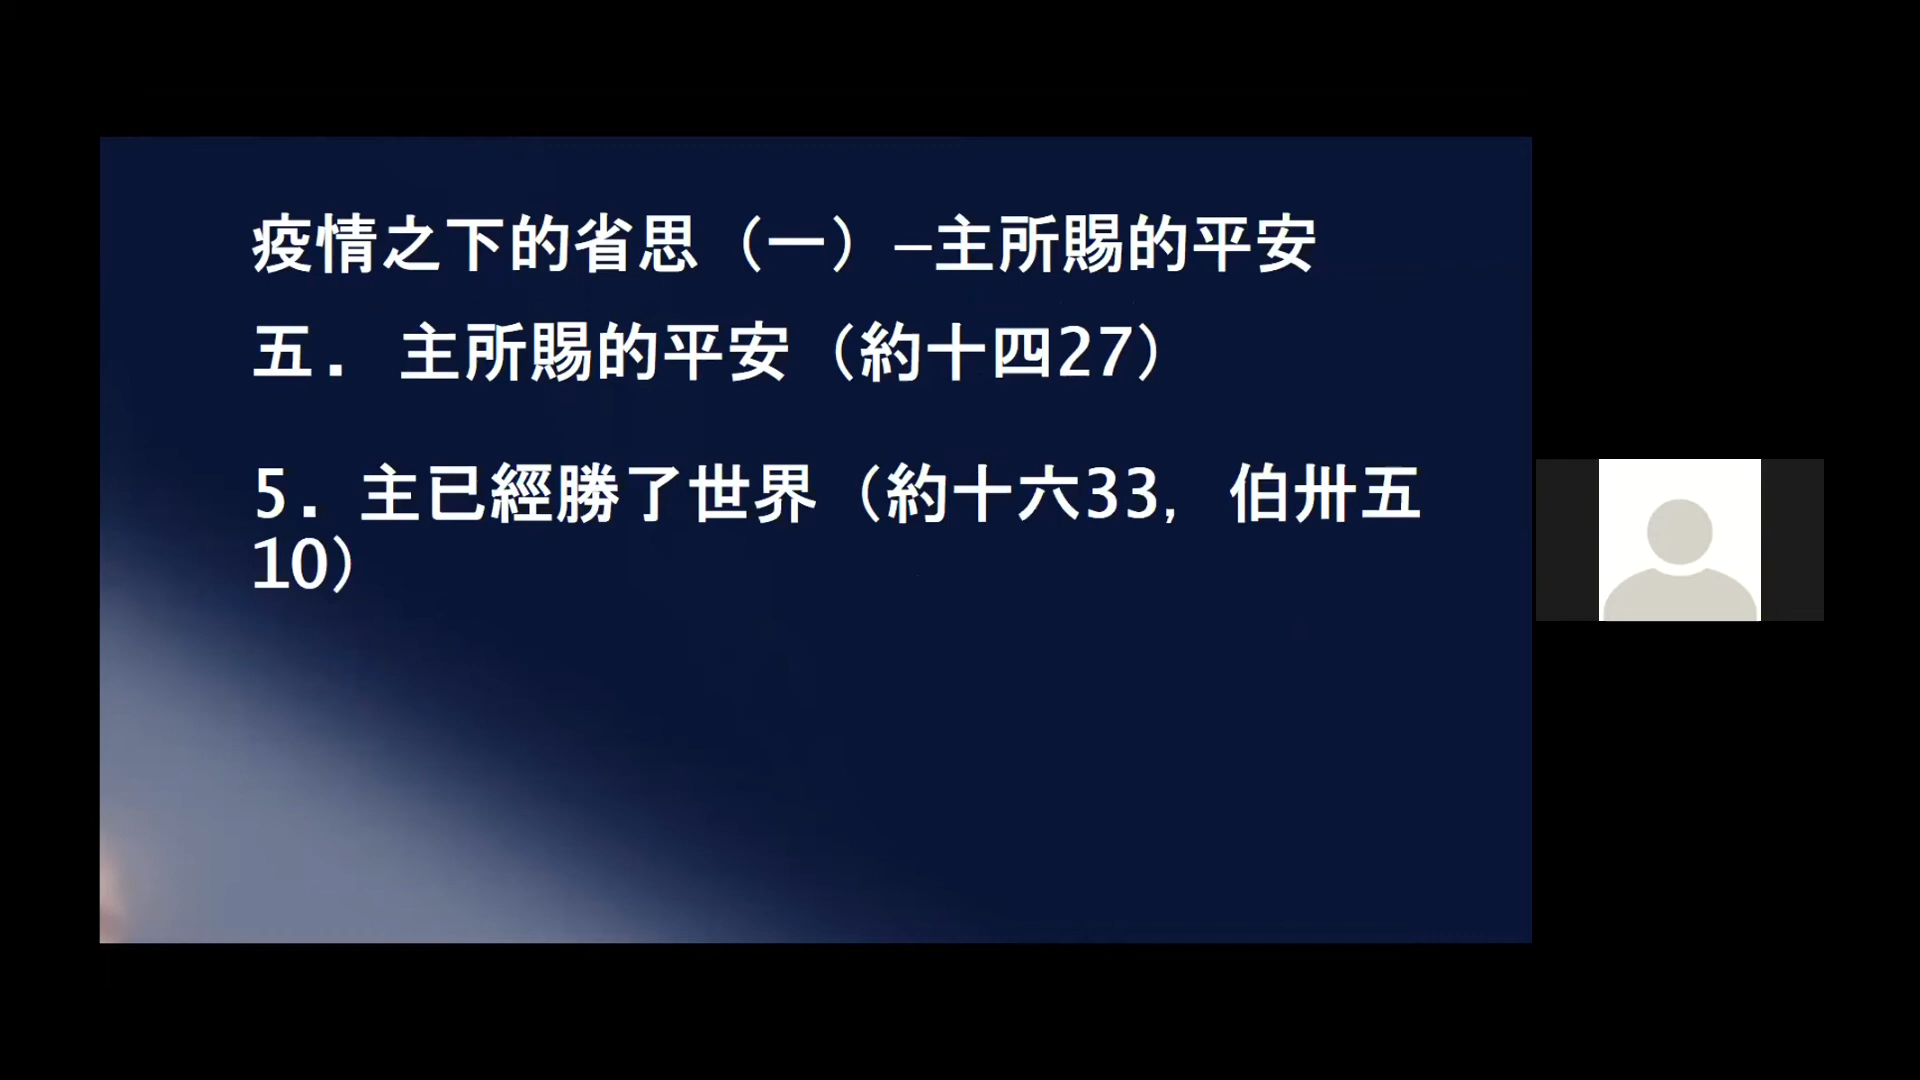 疫情之下的省思（一）–主所賜的平安
五． 主所賜的平安（約十四27）
5．主已經勝了世界（約十六33, 伯卅五
10）